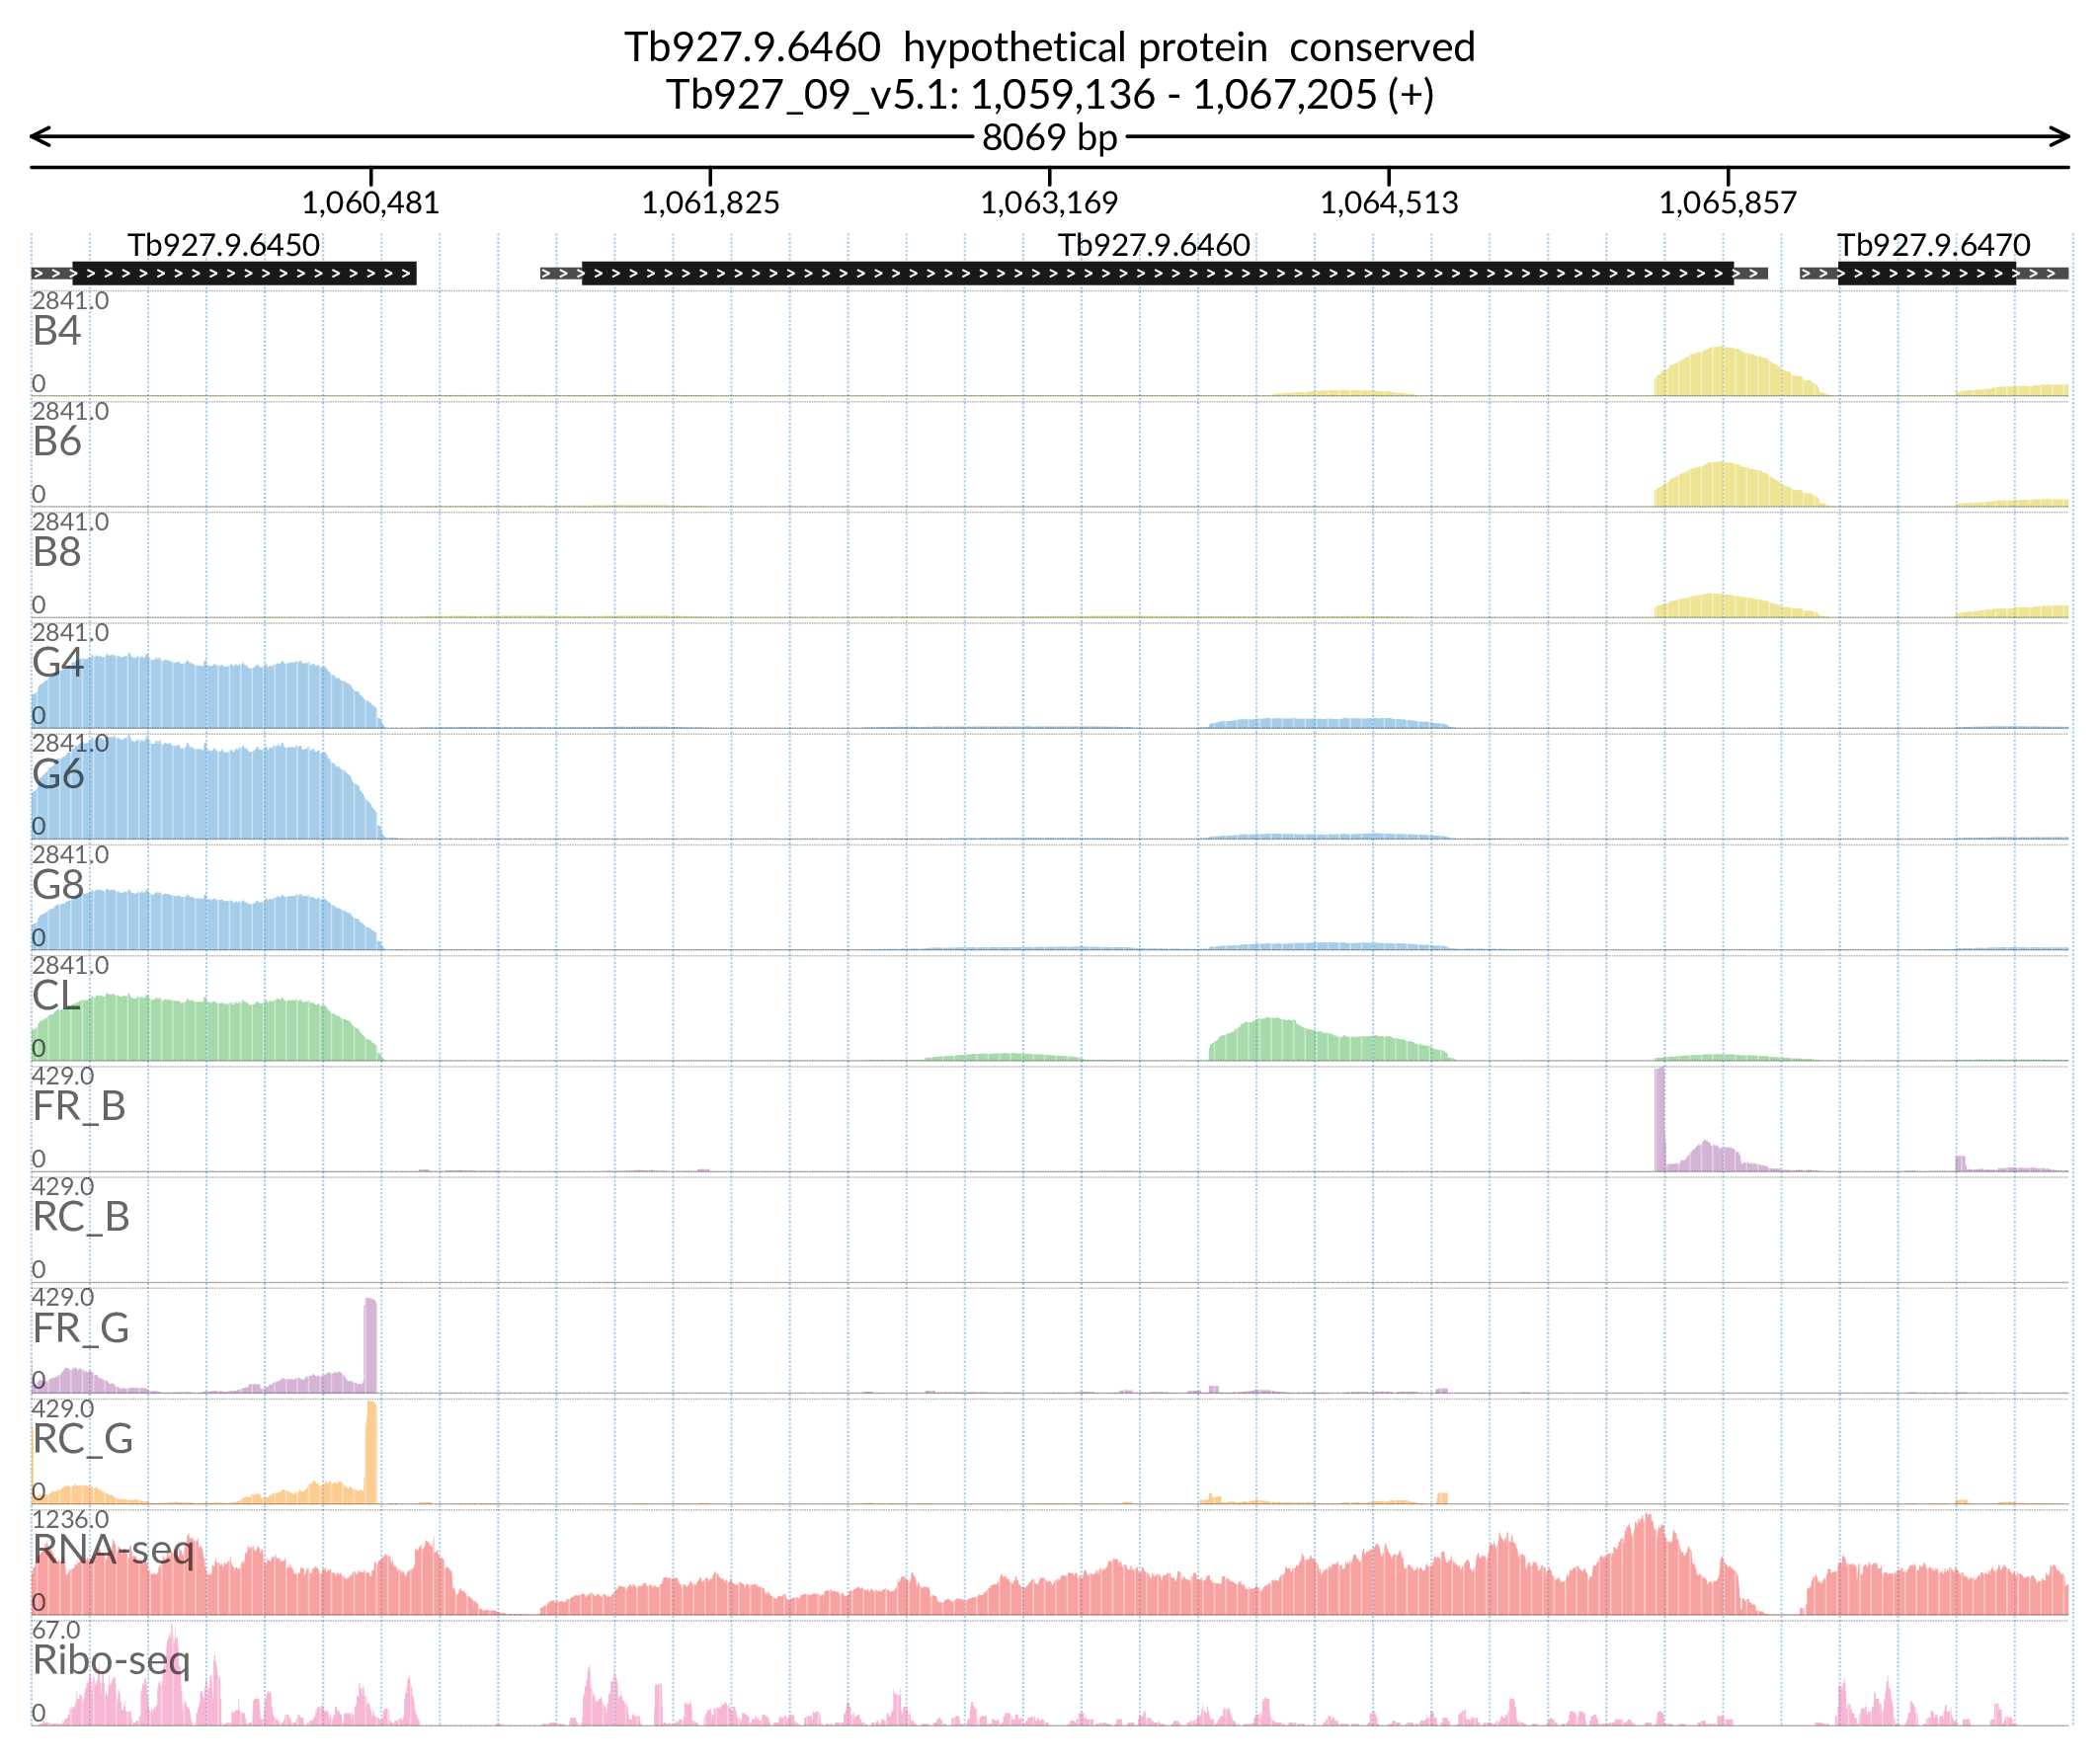 Tb927.9.6460  hypothetical protein  conserved
Tb927_09_v5.1: 1,059,136 - 1,067,205 (+)
8069 bp
1,060,481 1,061,825 1,063,169 1,064,513 1,065,857
Tb927.9.6450 Tb927.9.6460 Tb927.9.6470
2841.0
B4
0
2841.0
B6
0
2841.0
B8
0
2841.0
G4
0
2841.0
G6
0
2841.0
G8
0
2841.0
CL
0
429.0
FR_B
0
429.0
RC_B
0
429.0
FR_G
0
429.0
RC_G
0
1236.0
RNA-seq
0
67.0
Ribo-seq
0